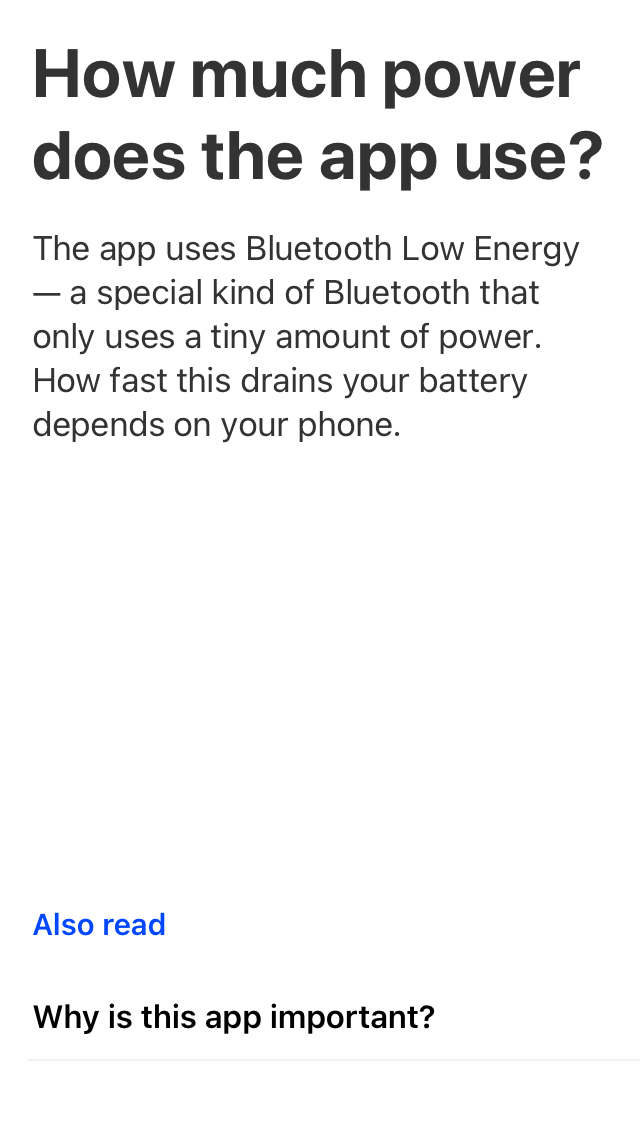 How much power
does the app use?
The app uses Bluetooth Low Energy
— a special kind of Bluetooth that
only uses a tiny amount of power.
How fast this drains your battery
depends on your phone.
Also read
Why is this app important?